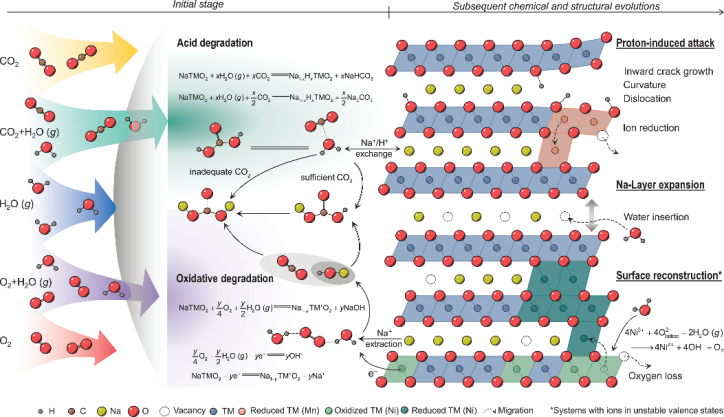 Initial stage
Subsequent chemical and structural evolutions
CO2
CO2+H2O (g)
H2O (g)
O2+H2O (g)
O2
Acid degradation
NaTMO2 + xH2O (g)+xCO2 ═══ Na1-xHxTMO2 + xNaHCO3
NaTMO2 + xH2O (g)+x/2 CO2 ═══ Na1-xHxTMO2 + x/2 Na2CO3
inadequate CO2
sufficient CO2
Na+/H+
exchange
Oxidative degradation
NaTMO2 + y/4 O2 + y/2 H2O (g) ═══ Na1-yTM*O2 + yNaOH
y/4 O2 y/2 H2O (g) ye- yOH-
NaTMO2 - ye- ═══ Na1-yTM*O2 - yNa+
Na+
extraction
e-
Proton-induced attack
Inward crack growth
Curvature
Dislocation
Ion reduction
Na-Layer expansion
Water insertion
Surface reconstruction*
4Ni3+ + 4O2- lattice + 2H2O (g)
→4Ni2+ + 4OH + O2
Oxygen loss
H C Na O Vacancy TM Reduced TM (Mn) Oxidized TM (Ni) Reduced TM (Ni) Migration *Systems with ions in unstable valence states